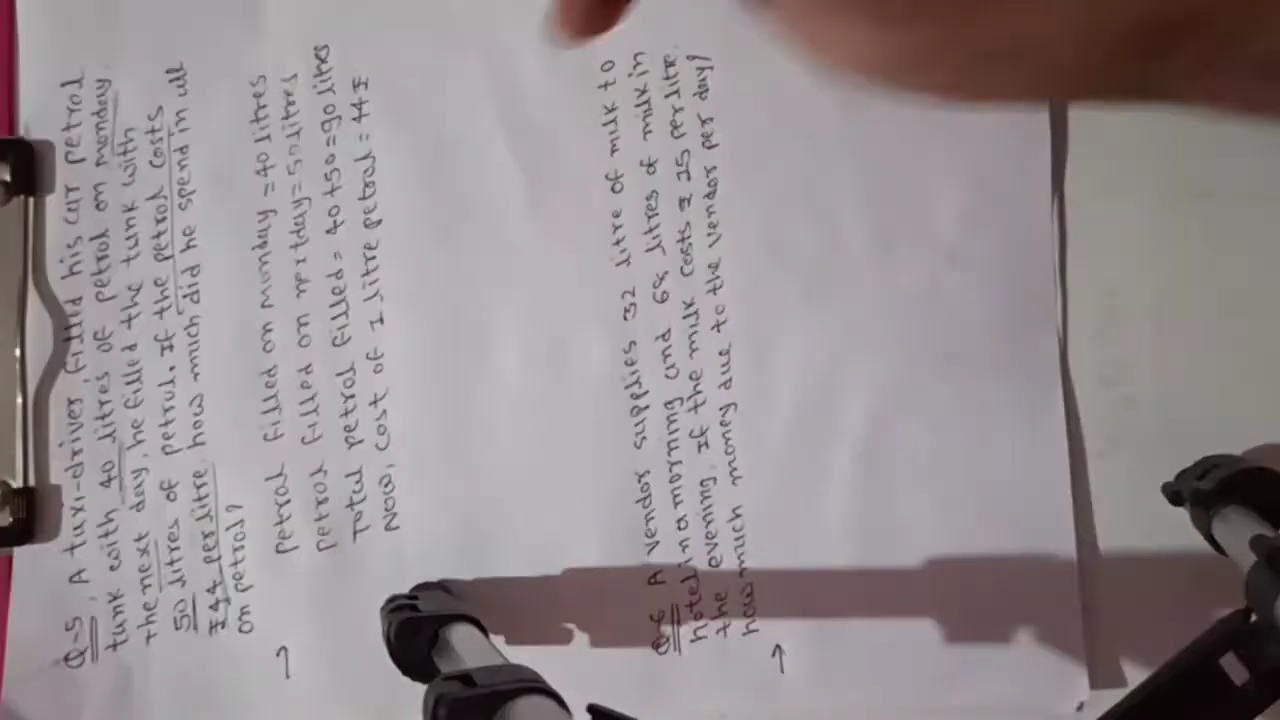 Q-5, A taxi-driver, filled his car petrol
tank with 40 litres of petrol on monday.
the next day, he filled the tank with
50 litres of petrol. If the petrol costs
₹44 per litre, how much did he spend in all
on petrol?
→ petrol filled on monday = 40 litres
petrol filled on nextday = 50 litres
Total petrol filled = 40 + 50 = 90 litres
Now, cost of 1 litre petrol = 44 ₹
Q-6 A vendor supplies 32 litre of milk to
hotel in a morning and 68 litres of milk in
the evening. If the milk costs ₹ 15 per litre.
how much money due to the vendor per day?
→